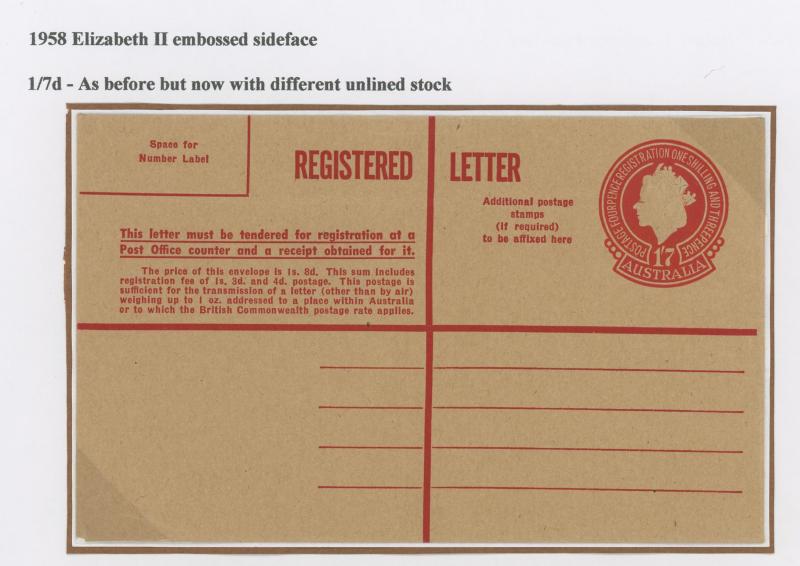 1958 Elizabeth II embossed sideface
1/7d - As before but now with different unlined stock
Space for
Number Label
REGISTERED LETTER
Additional postage
stamps
(if required)
to be affixed here
POSTAGE FOURPENCE REGISTRATION ONE SHILLING AND THREEPENCE
1'7
AUSTRALIA
This letter must be tendered for registration at a
Post Office counter and a receipt obtained for it.
The price of this envelope is 1s. 8d. This sum includes
registration fee of 1s. 3d. and 4d. postage. This postage is
sufficient for the transmission of a letter (other than by air)
weighing up to 1 oz. addressed to a place within Australia
or to which the British Commonwealth postage rate applies.